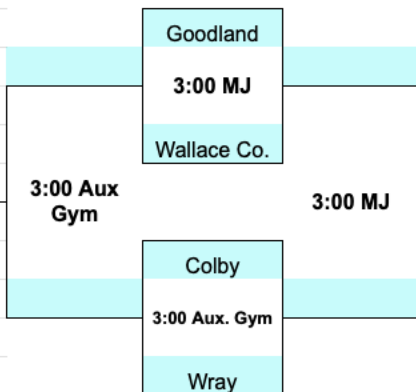 Goodland
3:00 MJ
Wallace Co.
3:00 Aux
Gym
3:00 MJ
Colby
3:00 Aux. Gym
Wray